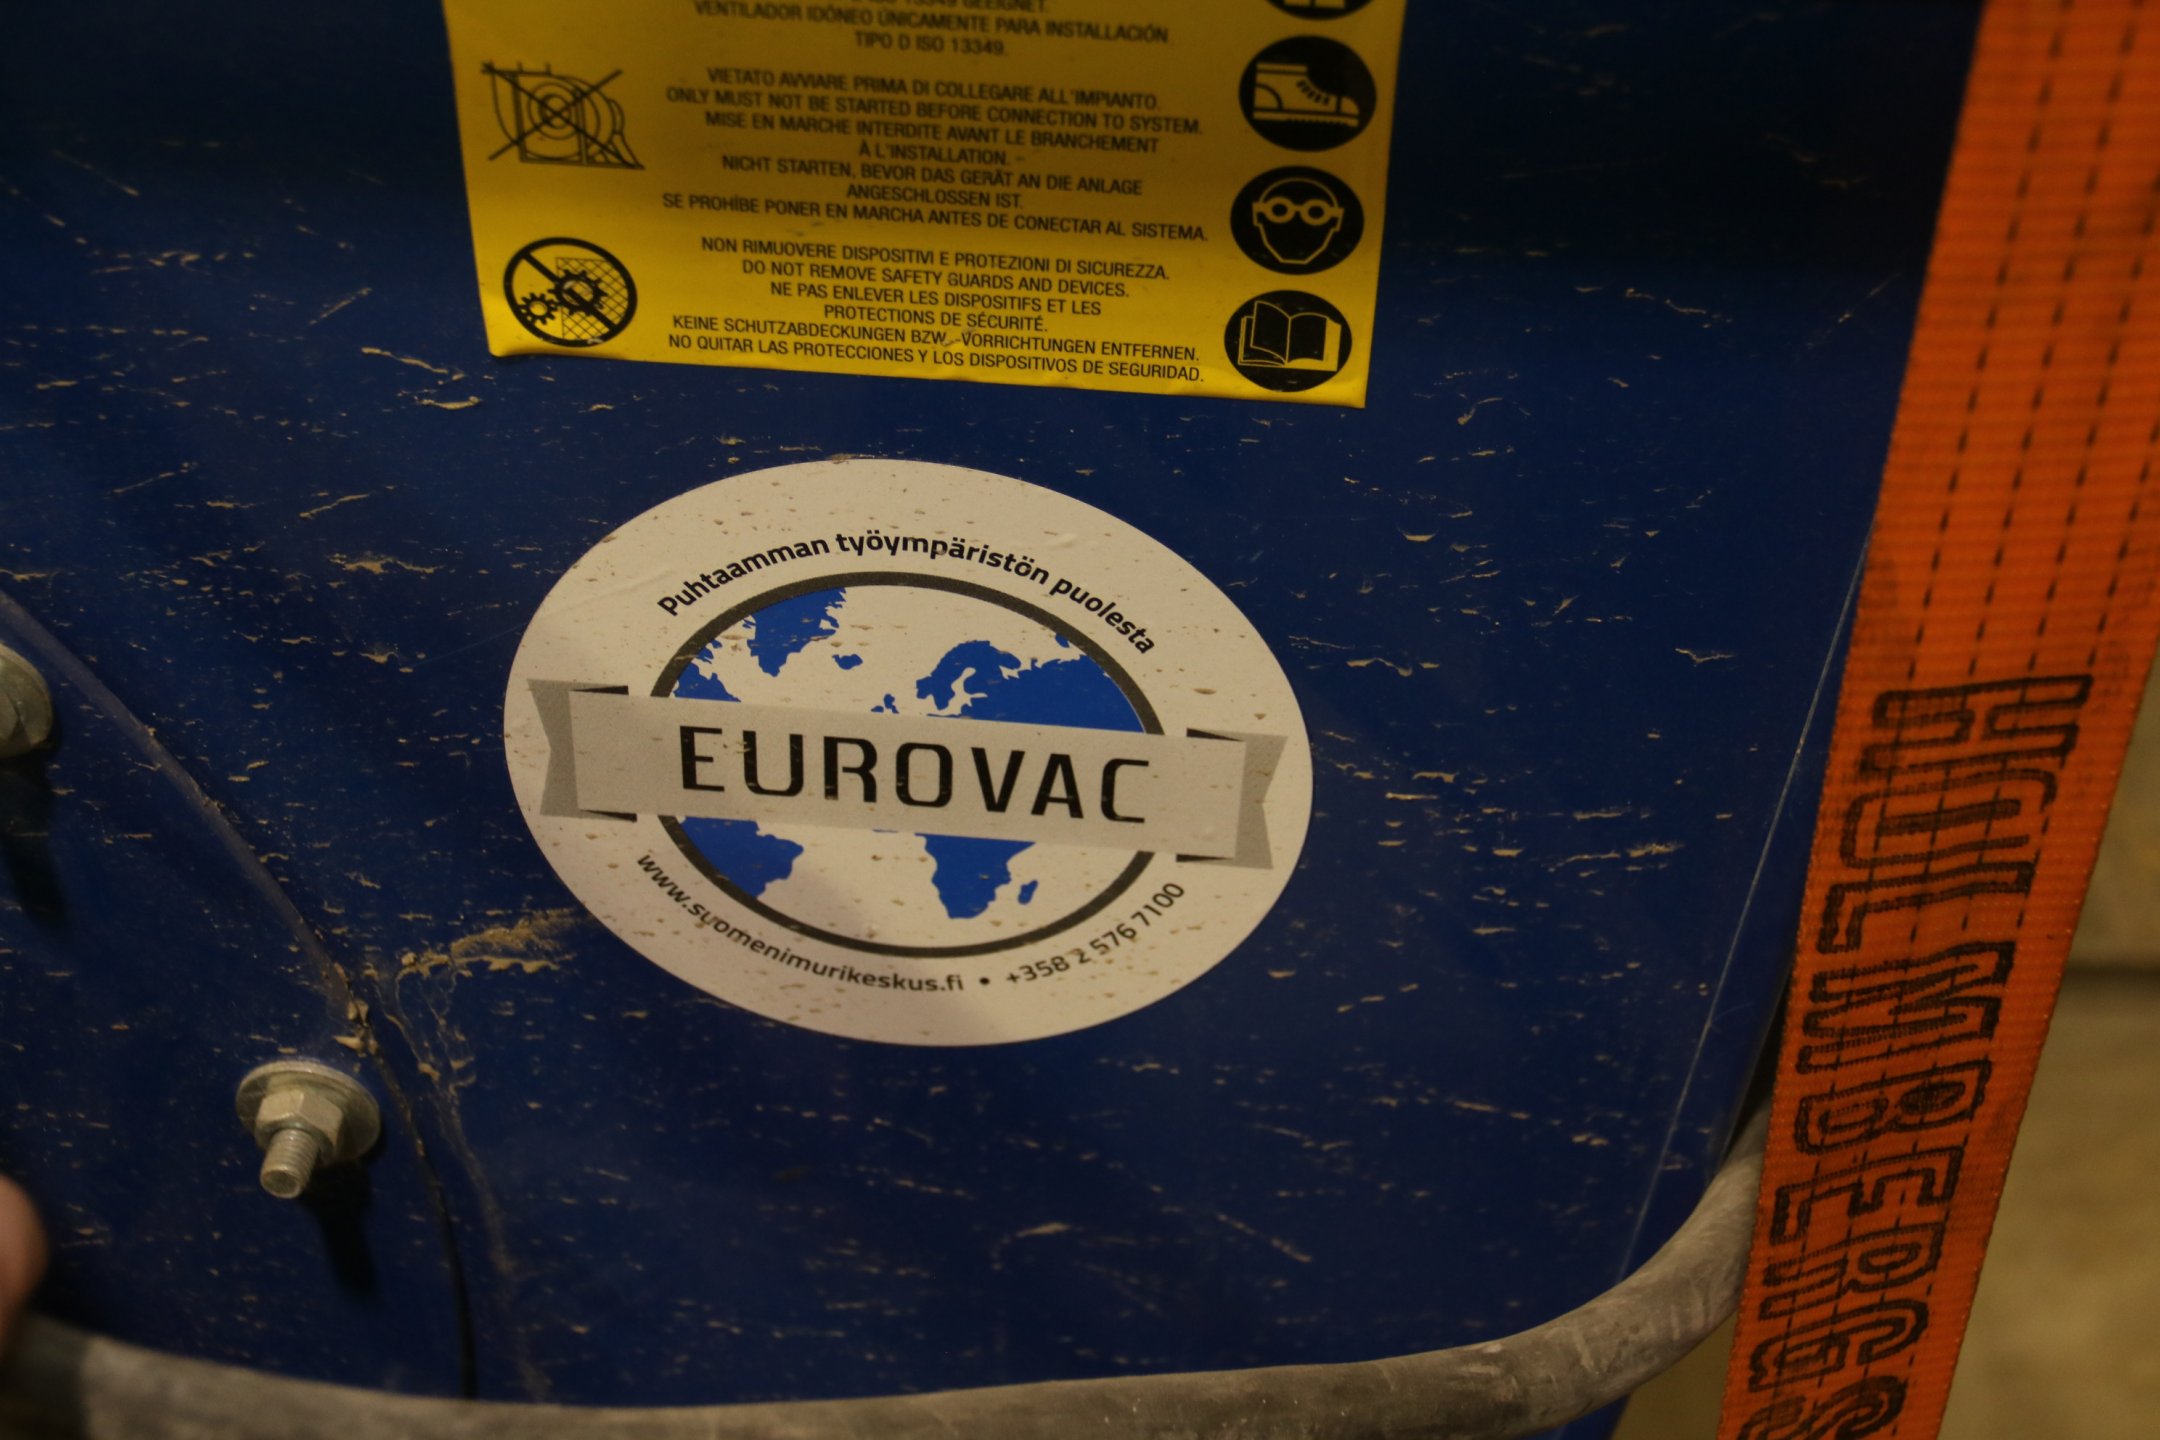 ISO 13349 GEEIGNET.
VENTILADOR IDÓNEO ÚNICAMENTE PARA INSTALLACIÓN
TIPO D ISO 13349.
VIETATO AVVIARE PRIMA DI COLLEGARE ALL'IMPIANTO.
ONLY MUST NOT BE STARTED BEFORE CONNECTION TO SYSTEM.
MISE EN MARCHE INTERDITE AVANT LE BRANCHEMENT
À L'INSTALLATION.
NICHT STARTEN, BEVOR DAS GERÄT AN DIE ANLAGE
ANGESCHLOSSEN IST.
SE PROHÍBE PONER EN MARCHA ANTES DE CONECTAR AL SISTEMA.
NON RIMUOVERE DISPOSITIVI E PROTEZIONI DI SICUREZZA.
DO NOT REMOVE SAFETY GUARDS AND DEVICES.
NE PAS ENLEVER LES DISPOSITIFS ET LES
PROTECTIONS DE SÉCURITÉ.
KEINE SCHUTZABDECKUNGEN BZW. VORRICHTUNGEN ENTFERNEN.
NO QUITAR LAS PROTECCIONES Y LOS DISPOSITIVOS DE SEGURIDAD.
Puhtaamman työympäristön puolesta
EUROVAC
www.suomenimurikeskus.fi • +358 2 576 7100